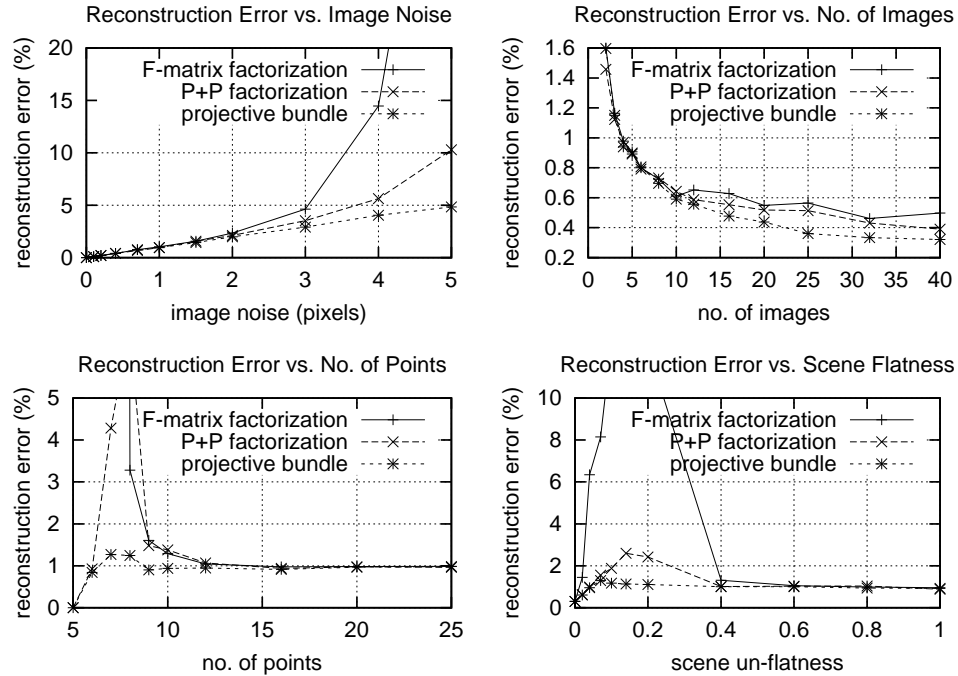 Reconstruction Error vs. Image Noise
reconstruction error (%)
20
15
10
5
0
F-matrix factorization
P+P factorization
projective bundle
0 1 2 3 4 5
image noise (pixels)
Reconstruction Error vs. No. of Images
reconstruction error (%)
1.6
1.4
1.2
1
0.8
0.6
0.4
0.2
F-matrix factorization
P+P factorization
projective bundle
0 5 10 15 20 25 30 35 40
no. of images
Reconstruction Error vs. No. of Points
reconstruction error (%)
5
4
3
2
1
0
F-matrix factorization
P+P factorization
projective bundle
5 10 15 20 25
no. of points
Reconstruction Error vs. Scene Flatness
reconstruction error (%)
10
8
6
4
2
0
F-matrix factorization
P+P factorization
projective bundle
0 0.2 0.4 0.6 0.8 1
scene un-flatness